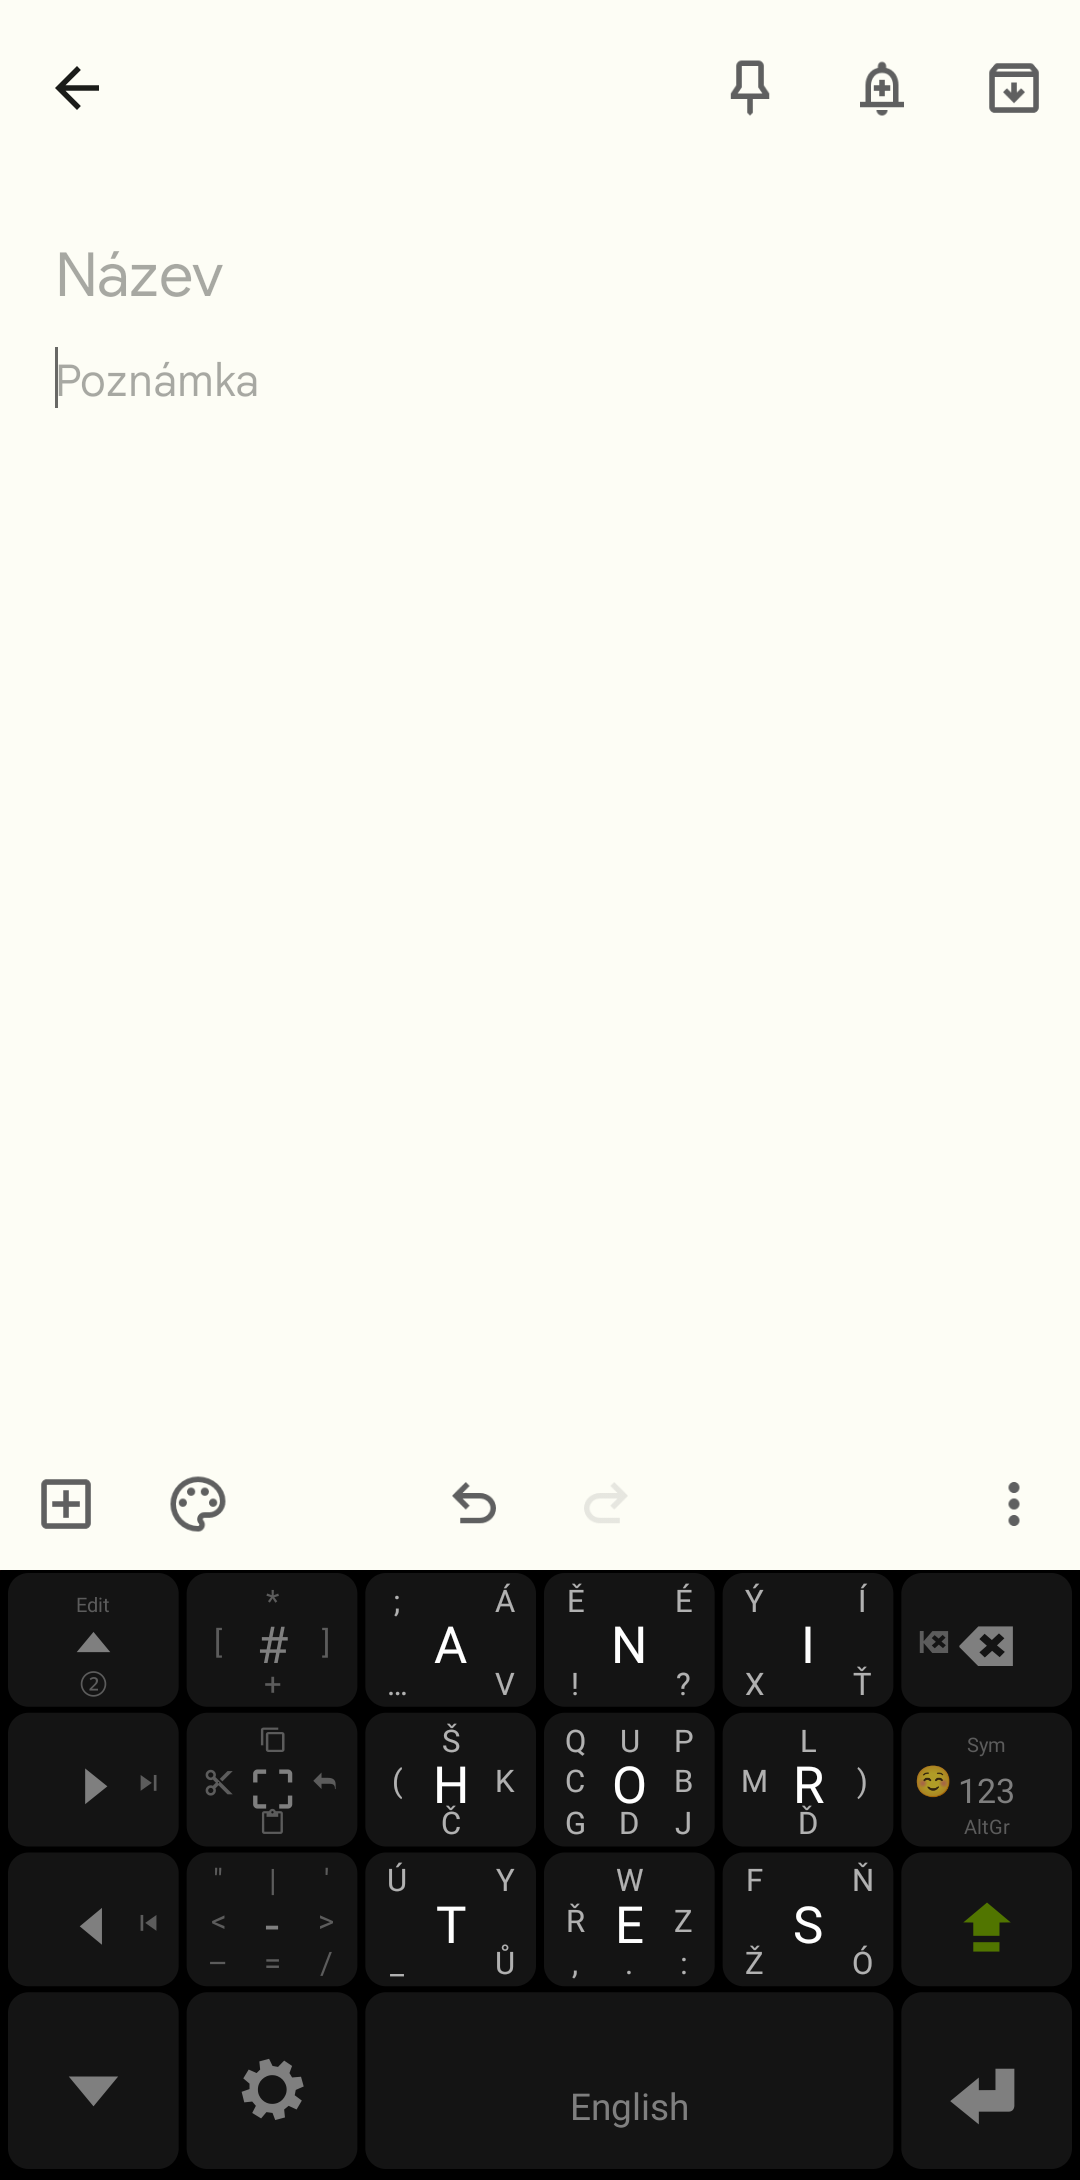 Název
Poznámka
Edit * ; Á Ě É Ý Í
[ # ] A N I
2 + … V ! ? X Ť
Š Q U P L Sym
( H K C O B M R ) 123
Č G D J Ď AltGr
" | ' Ú Y W F Ň
< - > T Ř E Z S
– = / _ Ů , . : Ž Ó
English